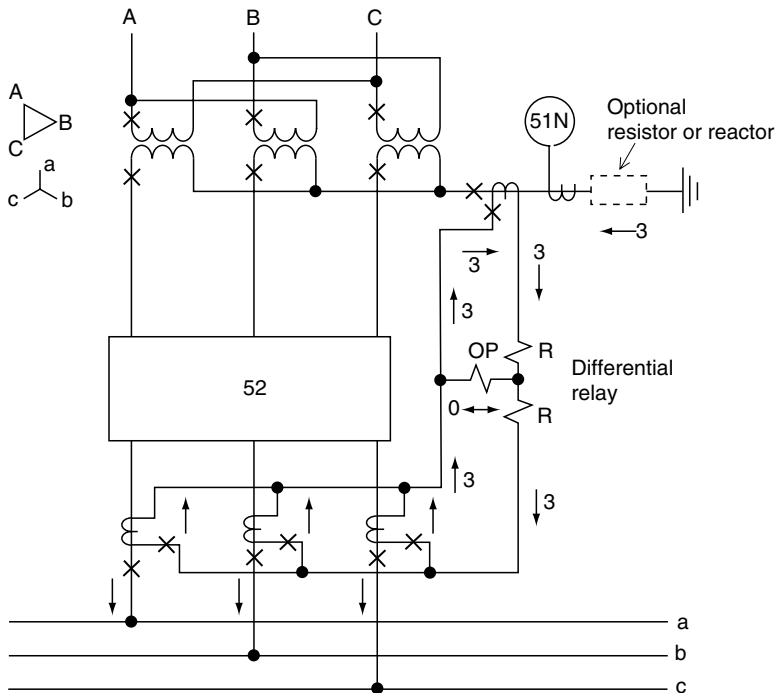 A B C
A
B
C
a
c b
51N
Optional
resistor or reactor
3
3
3
3
OP R
52
Differential
relay
0
R
3
3
a
b
c